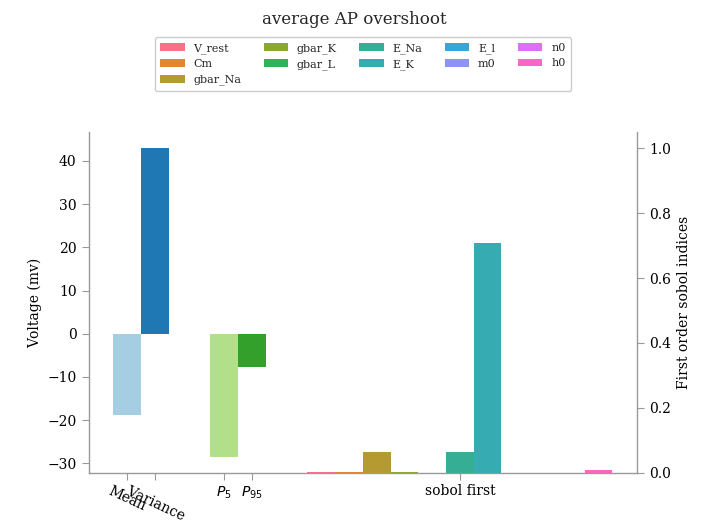 average AP overshoot
V_rest gbar_K E_Na E_l n0
Cm gbar_L E_K m0 h0
gbar_Na
40
30
20
10
0
−10
−20
−30
Voltage (mv)
1.0
0.8
0.6
0.4
0.2
0.0
First order sobol indices
Mean
Variance
P5
P95
sobol first